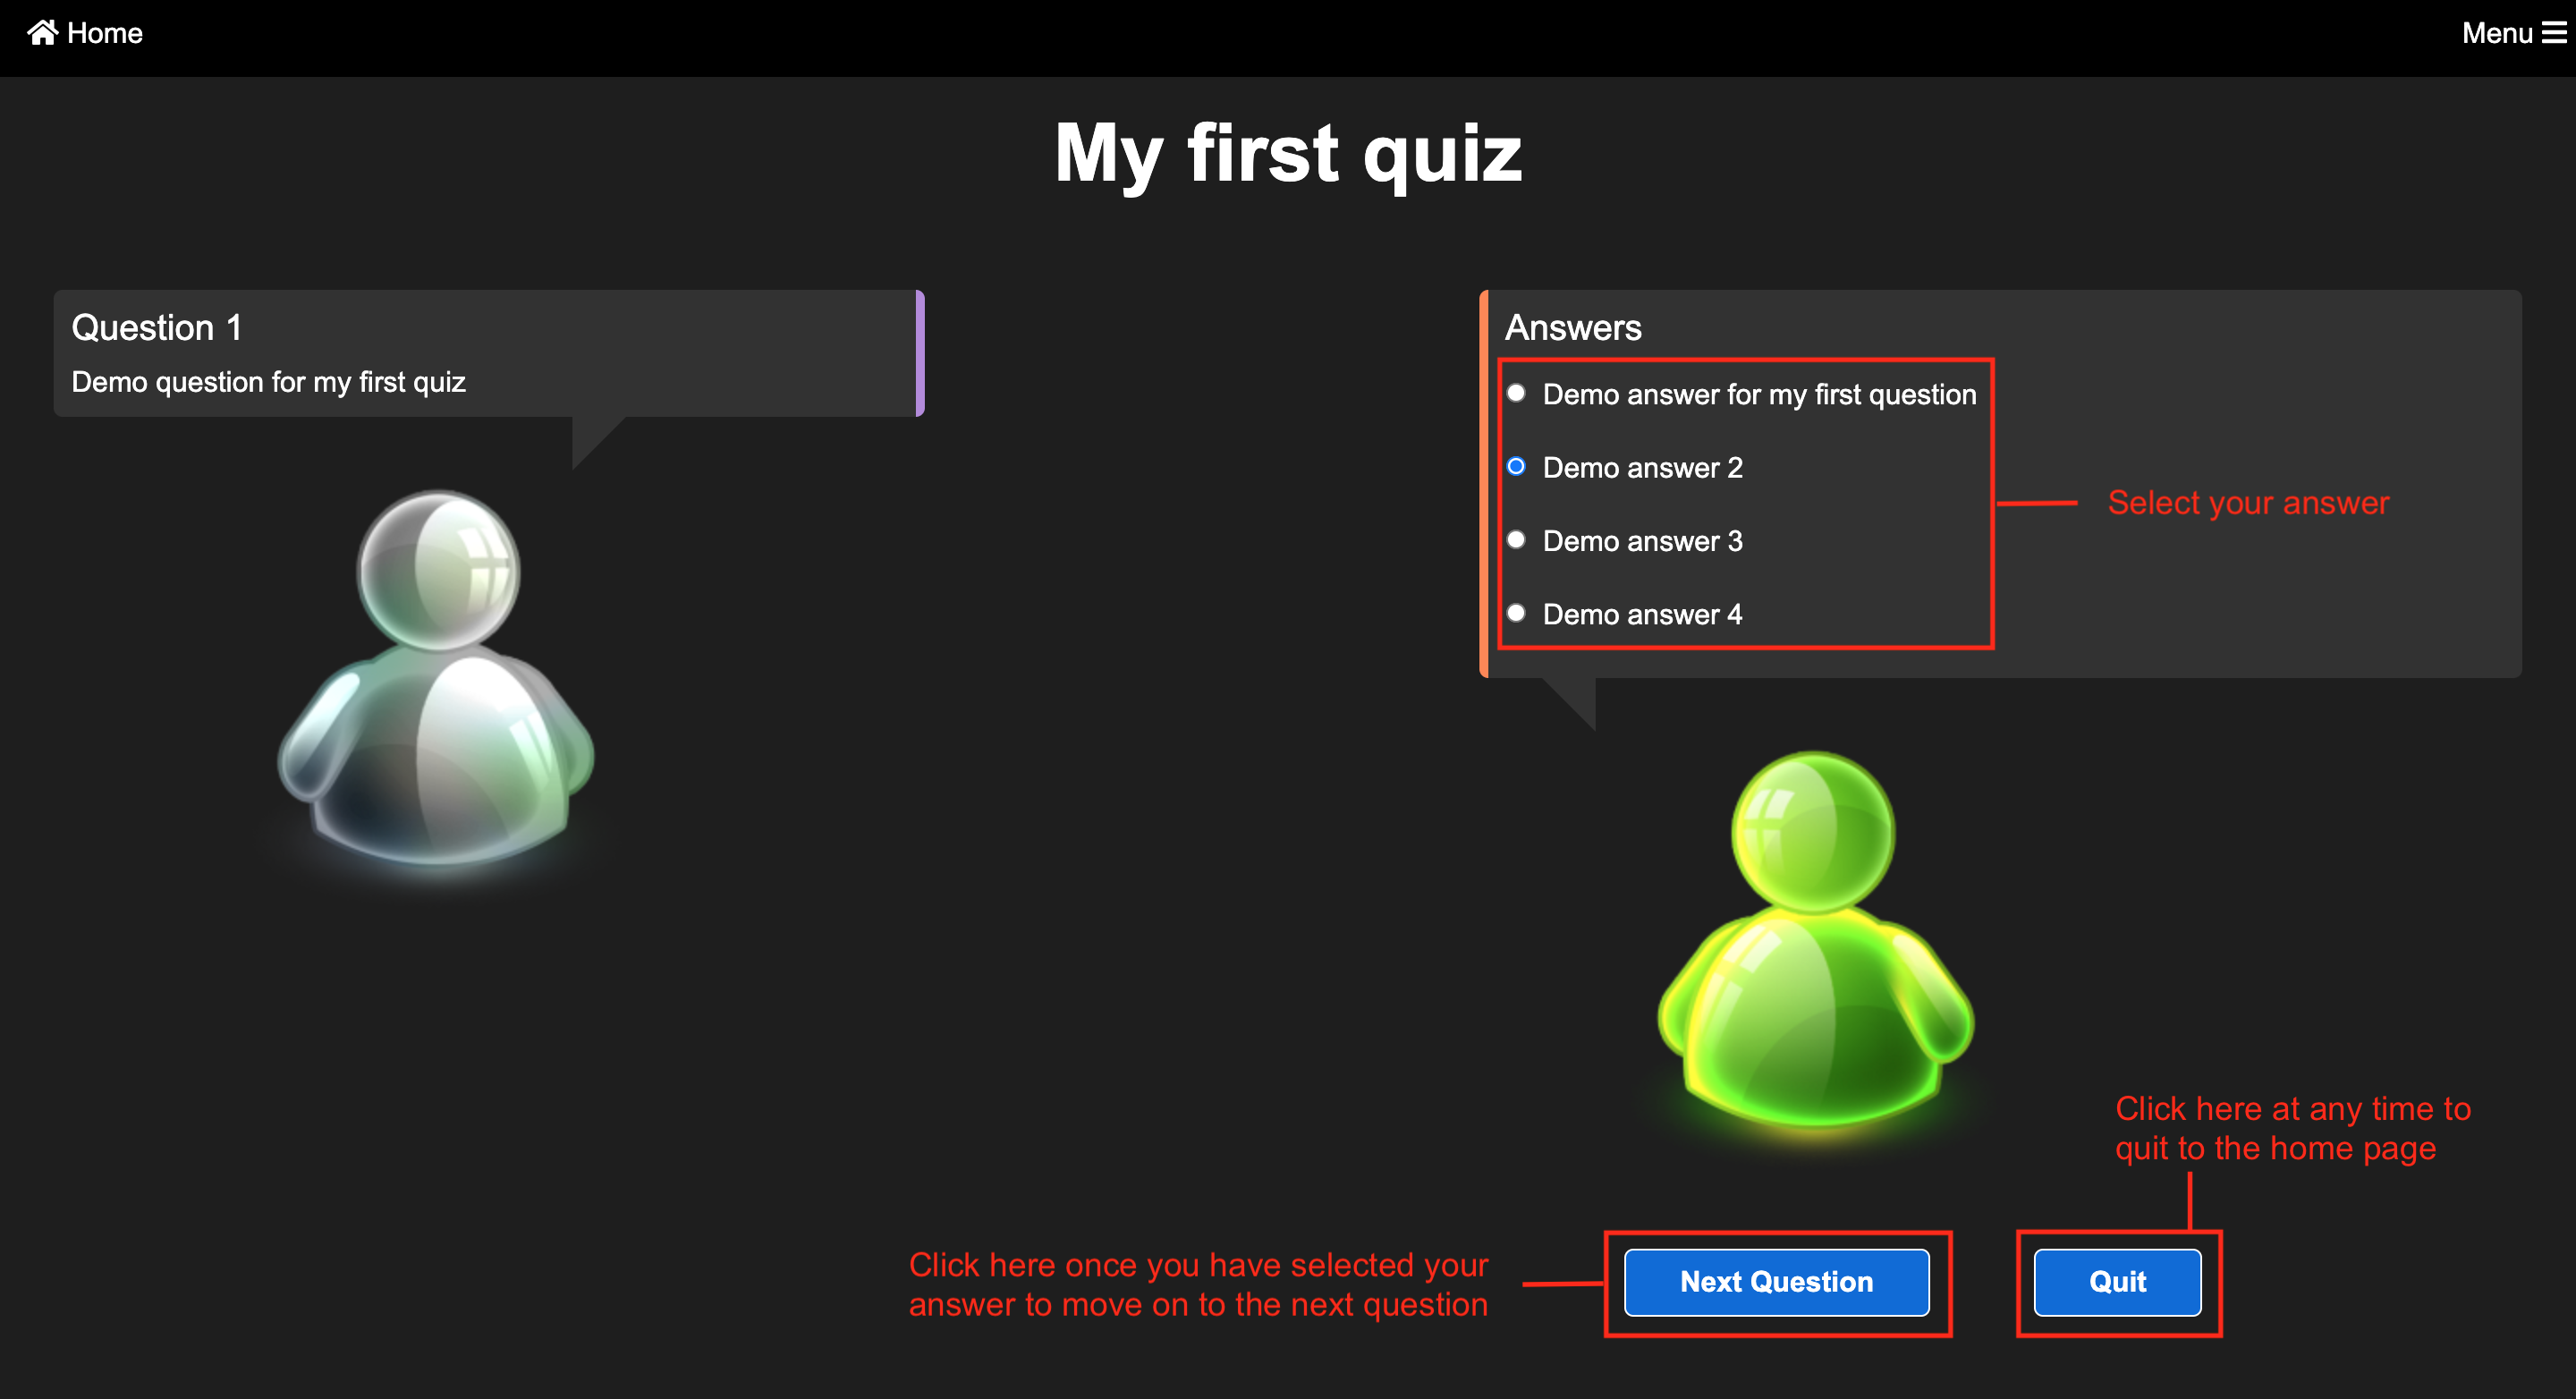 Home
Menu
My first quiz
Question 1
Demo question for my first quiz
Answers
Demo answer for my first question
Demo answer 2
Demo answer 3
Demo answer 4
Select your answer
Click here at any time to
quit to the home page
Click here once you have selected your
answer to move on to the next question
Next Question
Quit